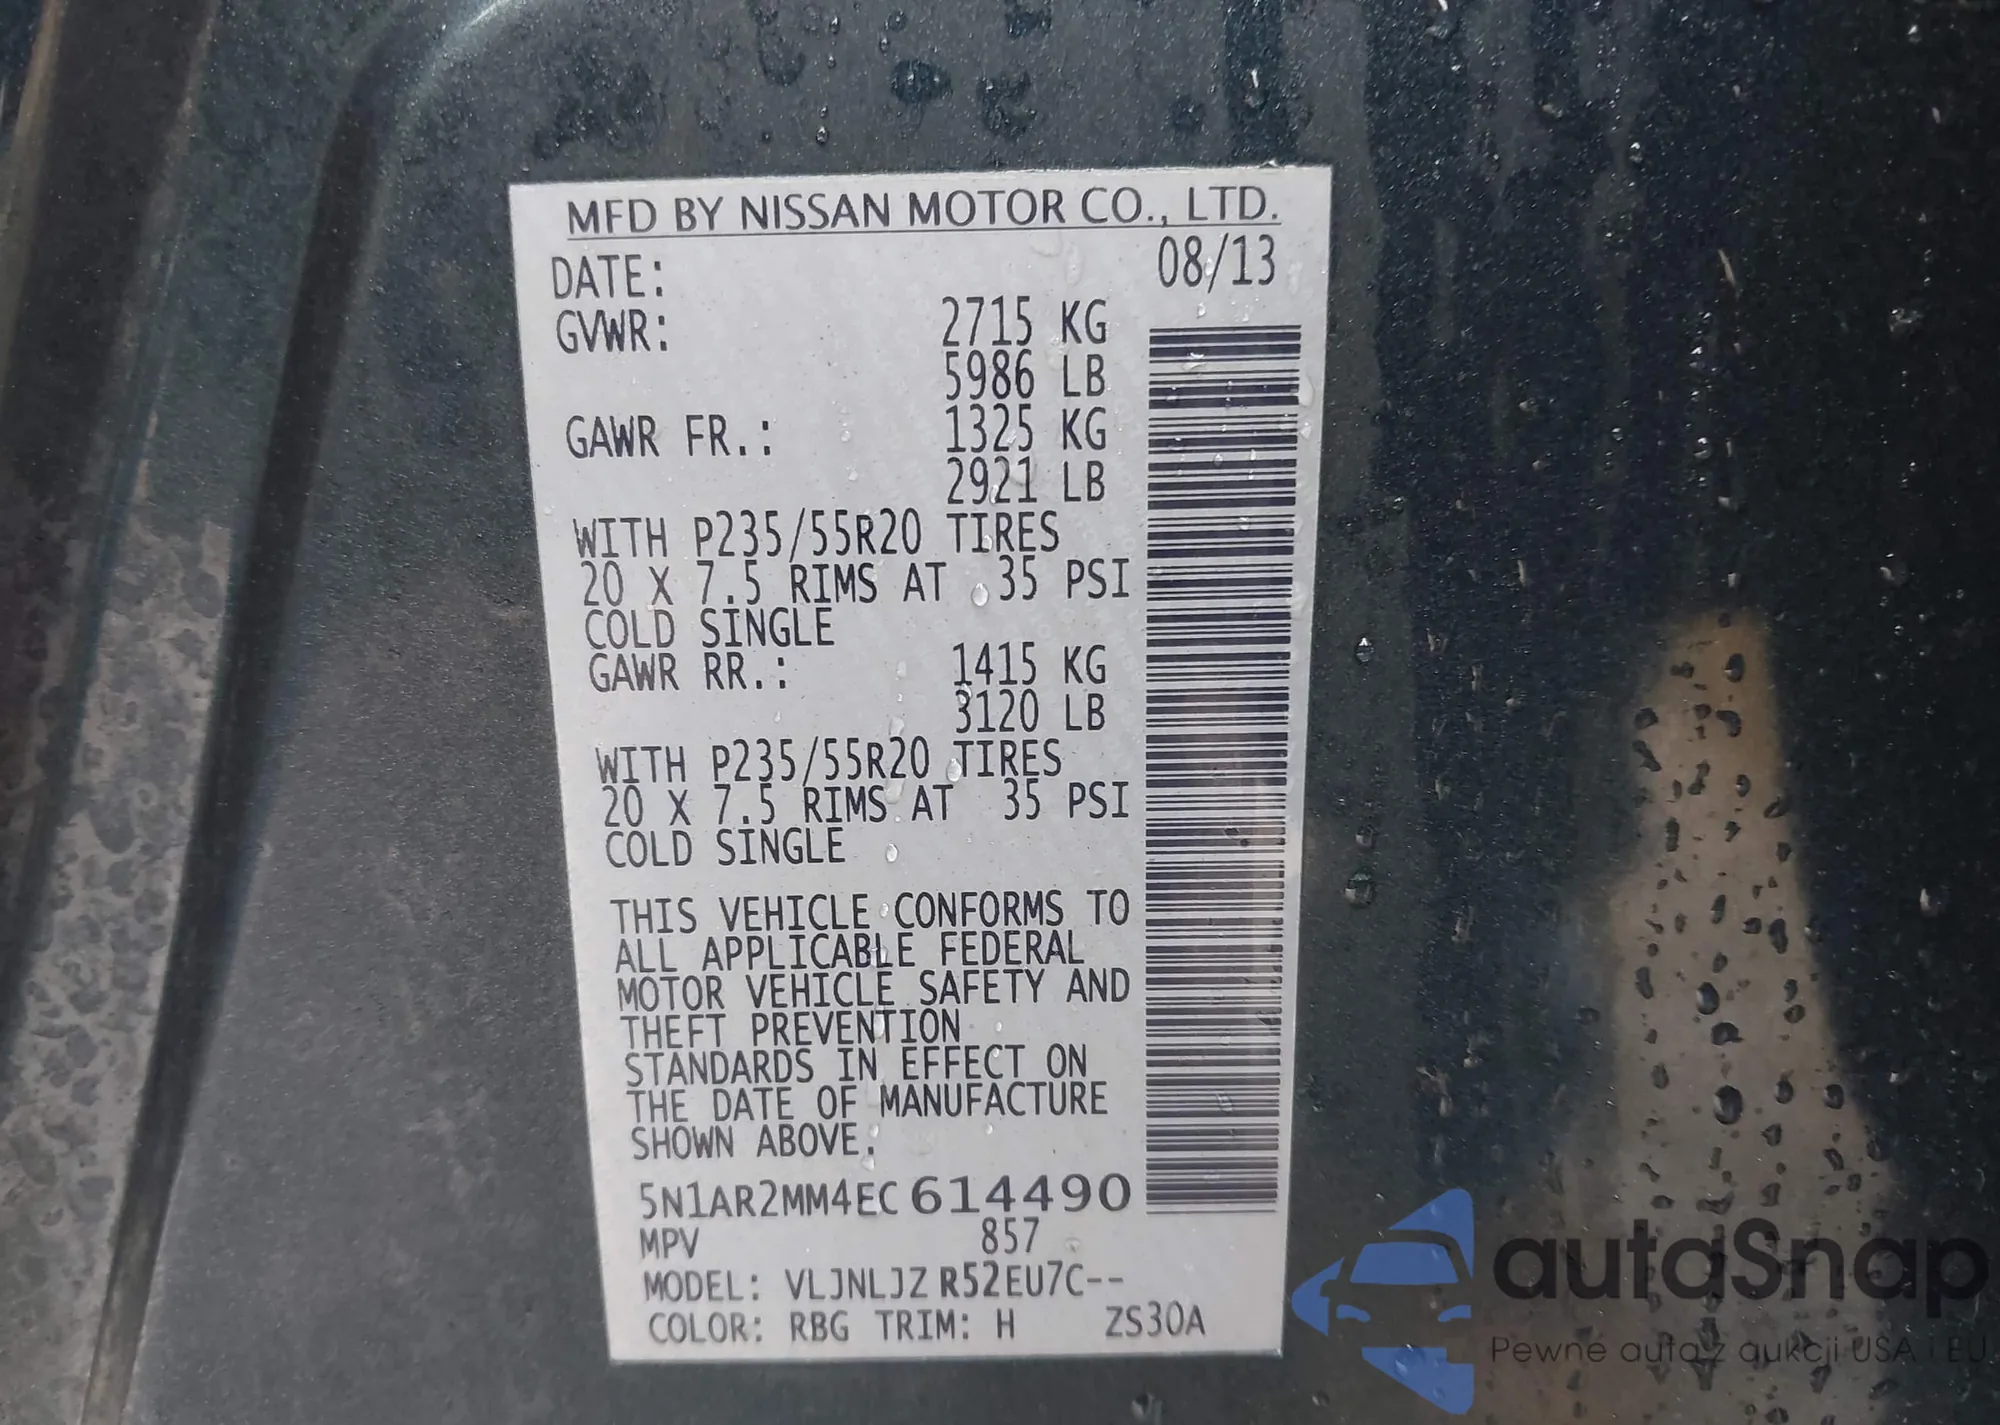 MFD BY NISSAN MOTOR CO., LTD.
DATE: 08/13
GVWR: 2715 KG
5986 LB
GAWR FR.: 1325 KG
2921 LB
WITH P235/55R20 TIRES
20 X 7.5 RIMS AT 35 PSI
COLD SINGLE
GAWR RR.: 1415 KG
3120 LB
WITH P235/55R20 TIRES
20 X 7.5 RIMS AT 35 PSI
COLD SINGLE
THIS VEHICLE CONFORMS TO
ALL APPLICABLE FEDERAL
MOTOR VEHICLE SAFETY AND
THEFT PREVENTION
STANDARDS IN EFFECT ON
THE DATE OF MANUFACTURE
SHOWN ABOVE.
5N1AR2MM4EC614490
MPV 857
MODEL: VLJNLJZ R52EU7C--
COLOR: RBG TRIM: H ZS30A
autaSnap
Pewne auta z aukcji USA i EU